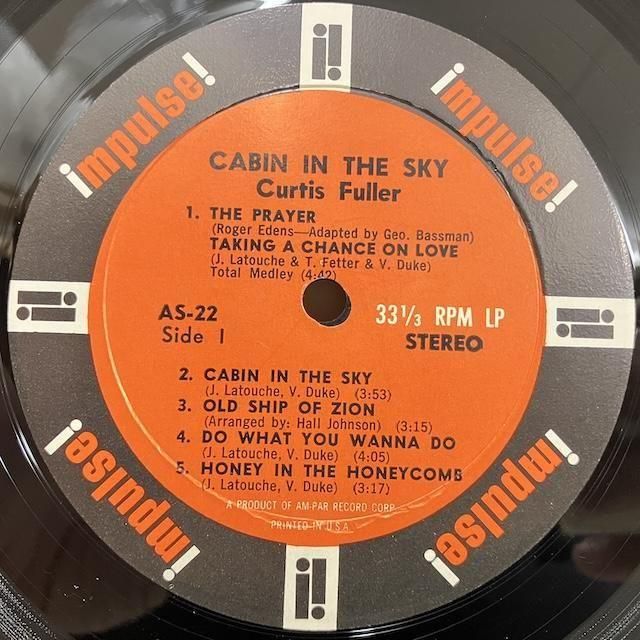 impulse!
impulse!
CABIN IN THE SKY
Curtis Fuller
1. THE PRAYER
(Roger Edens—Adapted by Geo. Bassman)
TAKING A CHANCE ON LOVE
(J. Latouche & T. Fetter & V. Duke)
Total Medley (4:42)
AS-22
Side 1
33⅓ RPM LP
STEREO
2. CABIN IN THE SKY
(J. Latouche, V. Duke) (3:53)
3. OLD SHIP OF ZION
(Arranged by: Hall Johnson) (3:15)
4. DO WHAT YOU WANNA DO
(J. Latouche, V. Duke) (4:05)
5. HONEY IN THE HONEYCOMB
(J. Latouche, V. Duke) (3:17)
A PRODUCT OF AM-PAR RECORD CORP.
PRINTED IN U.S.A.
impulse!
impulse!